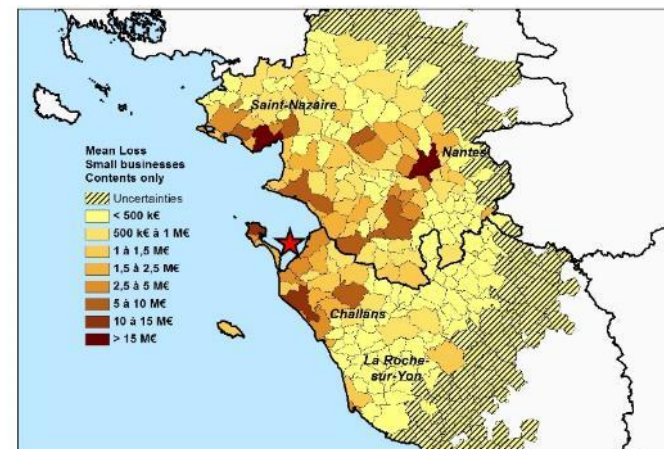 Saint-Nazaire
Mean Loss
Small businesses
Contents only
Nantes
Uncertainties
< 500 k€
500 k€ à 1 M€
1 à 1,5 M€
1,5 à 2,5 M€
2,5 à 5 M€
5 à 10 M€
10 à 15 M€
> 15 M€
Challans
La Roche-
sur-Yon